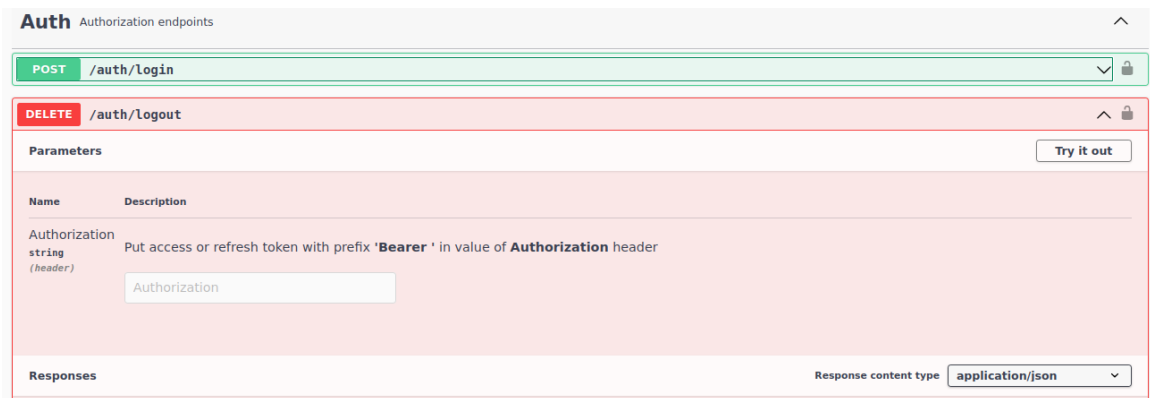 Auth Authorization endpoints
POST /auth/login
DELETE /auth/logout
Parameters Try it out
Name Description
Authorization
string
(header)
Put access or refresh token with prefix 'Bearer ' in value of Authorization header
Authorization
Responses Response content type application/json